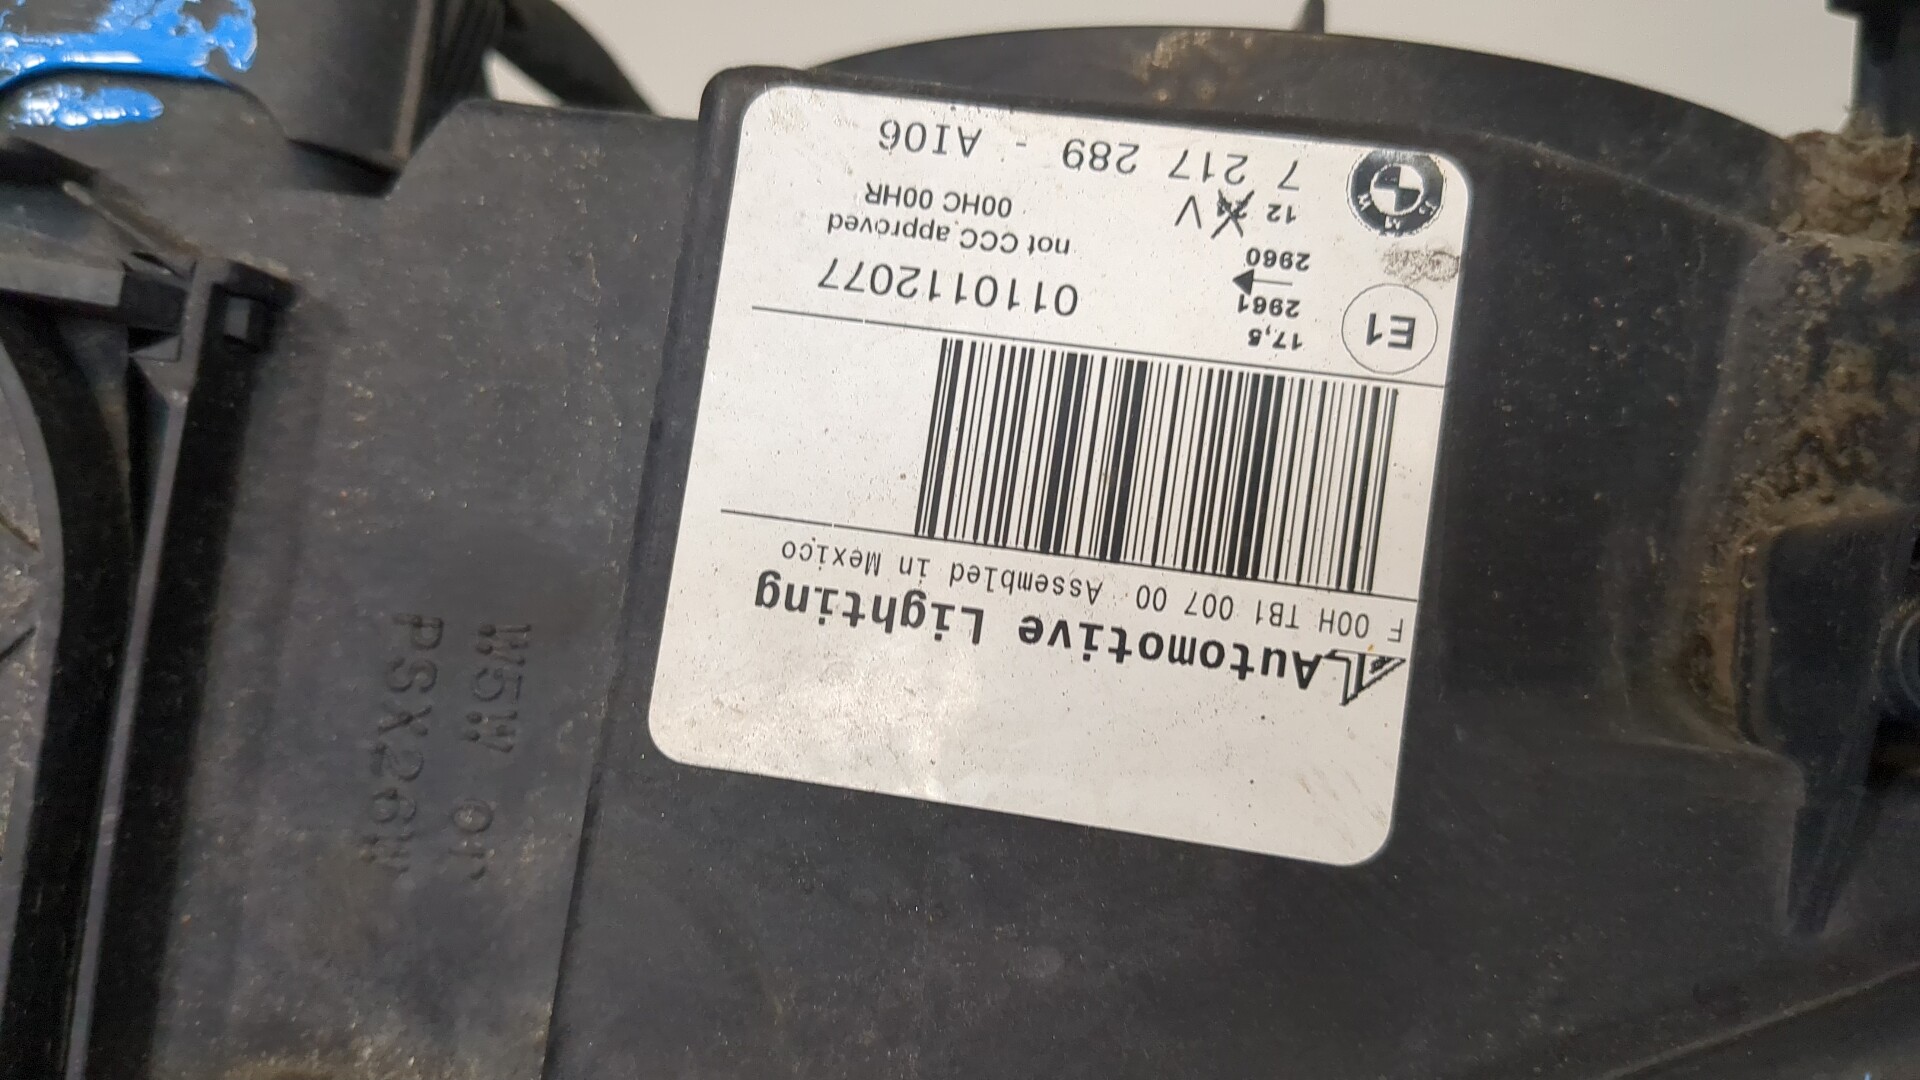 Automotive Lighting
F 00H TB1 007 00 Assembled in Mexico
E1
17,5
2961
2960
12 V
0110112077
not CCC approved
00HC 00HR
7 217 289 - AI06
W5W or
PSX26W